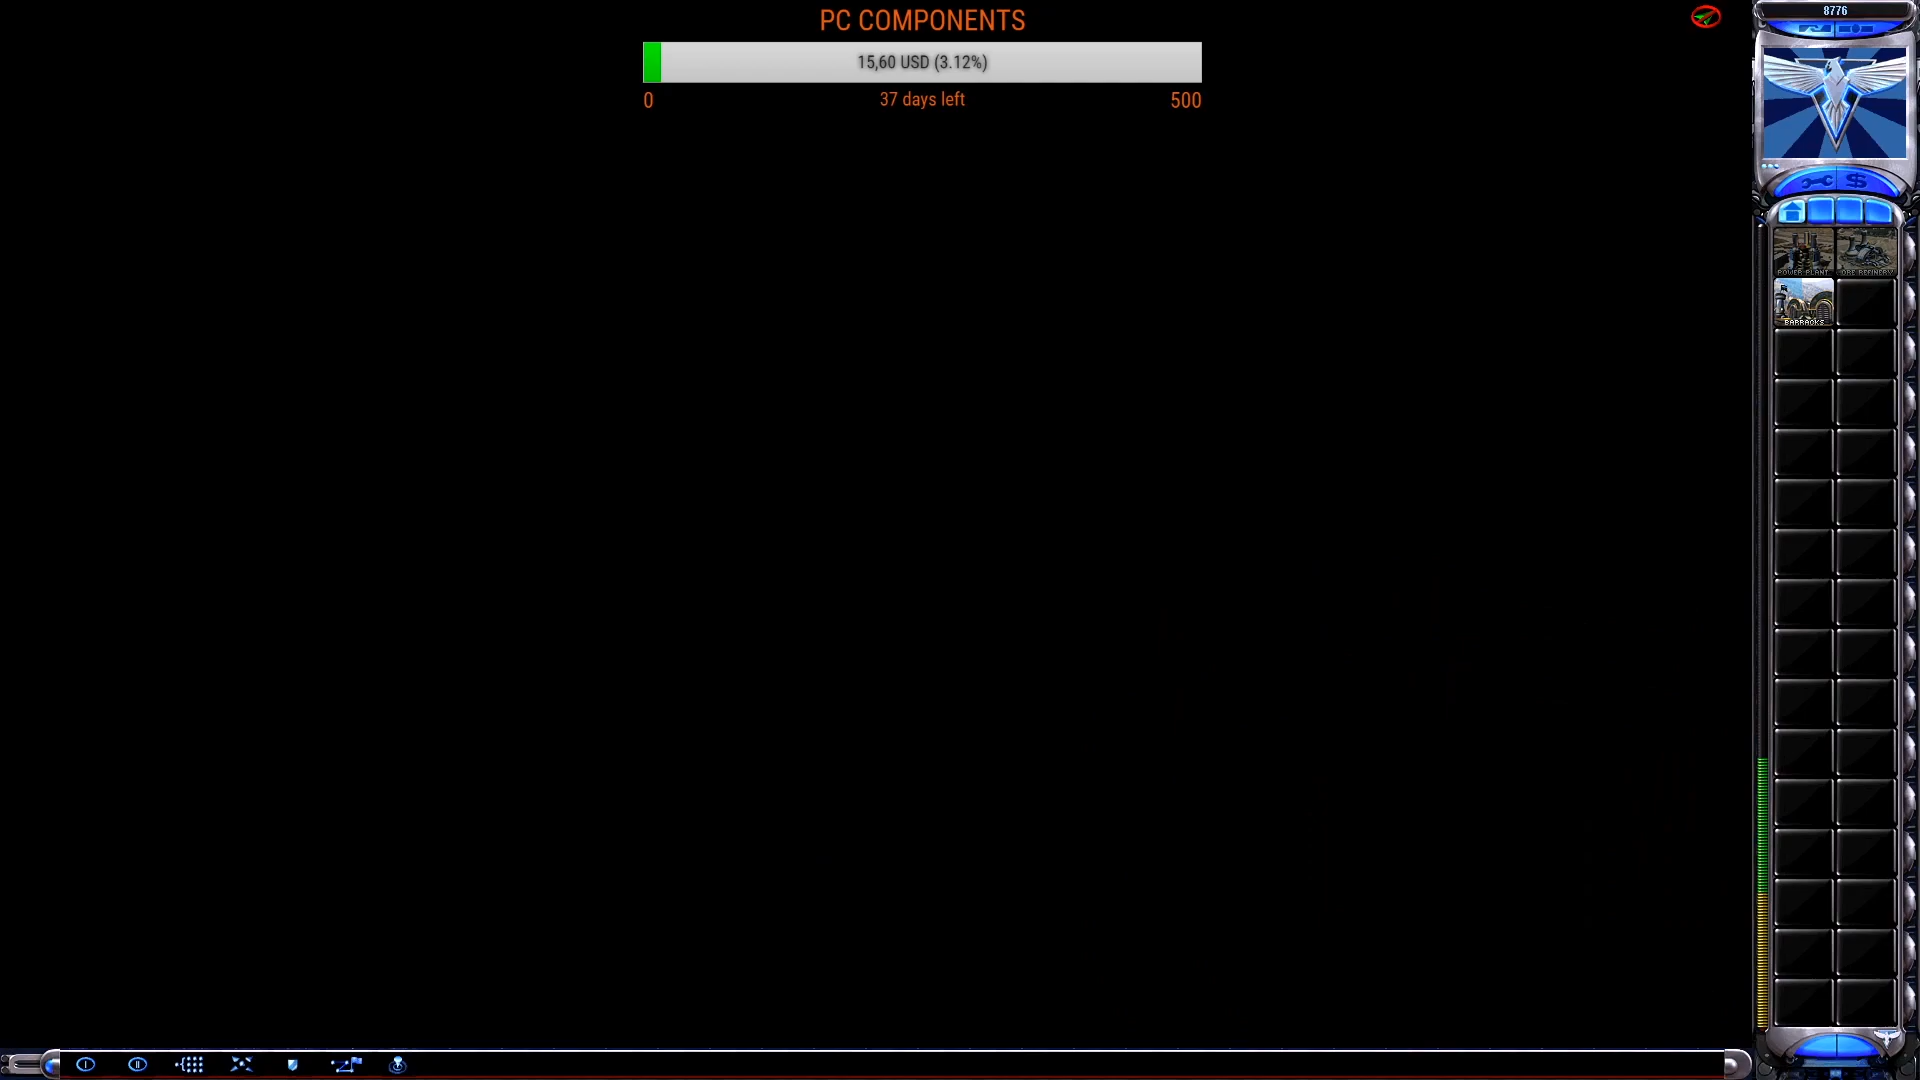 PC COMPONENTS
8776
15,60 USD (3.12%)
0
37 days left
500
POWER PLANT
ORE REFINERY
BARRACKS